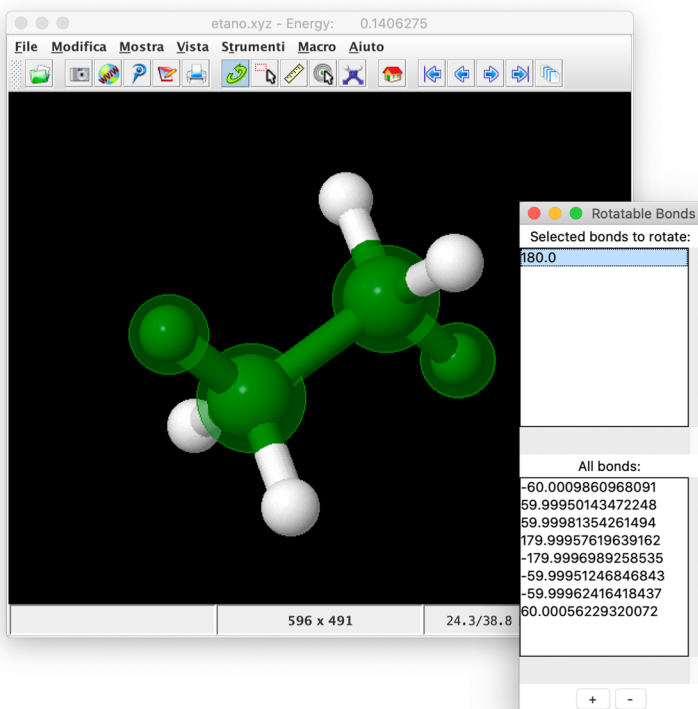 etano.xyz - Energy: 0.1406275
File Modifica Mostra Vista Strumenti Macro Aiuto
Rotatable Bonds
Selected bonds to rotate:
180.0
All bonds:
-60.0009860968091
59.99950143472248
59.99981354261494
179.99957619639162
-179.9996989258535
-59.99951246846843
-59.99962416418437
60.00056229320072
596 x 491
24.3/38.8
+ -